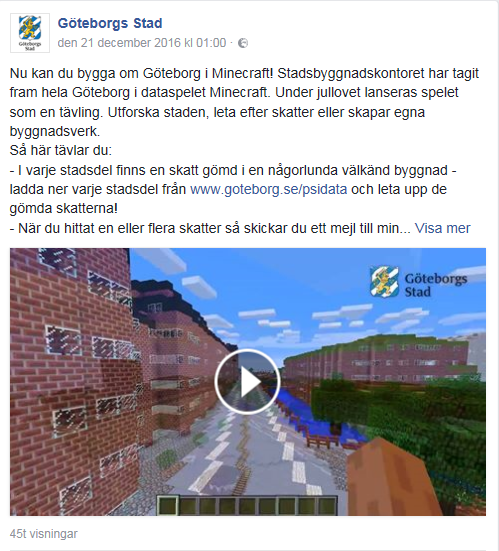 Göteborgs Stad
Göteborgs
Stad
den 21 december 2016 kl 01:00 ·
Nu kan du bygga om Göteborg i Minecraft! Stadsbyggnadskontoret har tagit
fram hela Göteborg i dataspelet Minecraft. Under jullovet lanseras spelet
som en tävling. Utforska staden, leta efter skatter eller skapar egna
byggnadsverk.
Så här tävlar du:
- I varje stadsdel finns en skatt gömd i en någorlunda välkänd byggnad -
ladda ner varje stadsdel från www.goteborg.se/psidata och leta upp de
gömda skatterna!
- När du hittat en eller flera skatter så skickar du ett mejl till min... Visa mer
Göteborgs
Stad
45t visningar